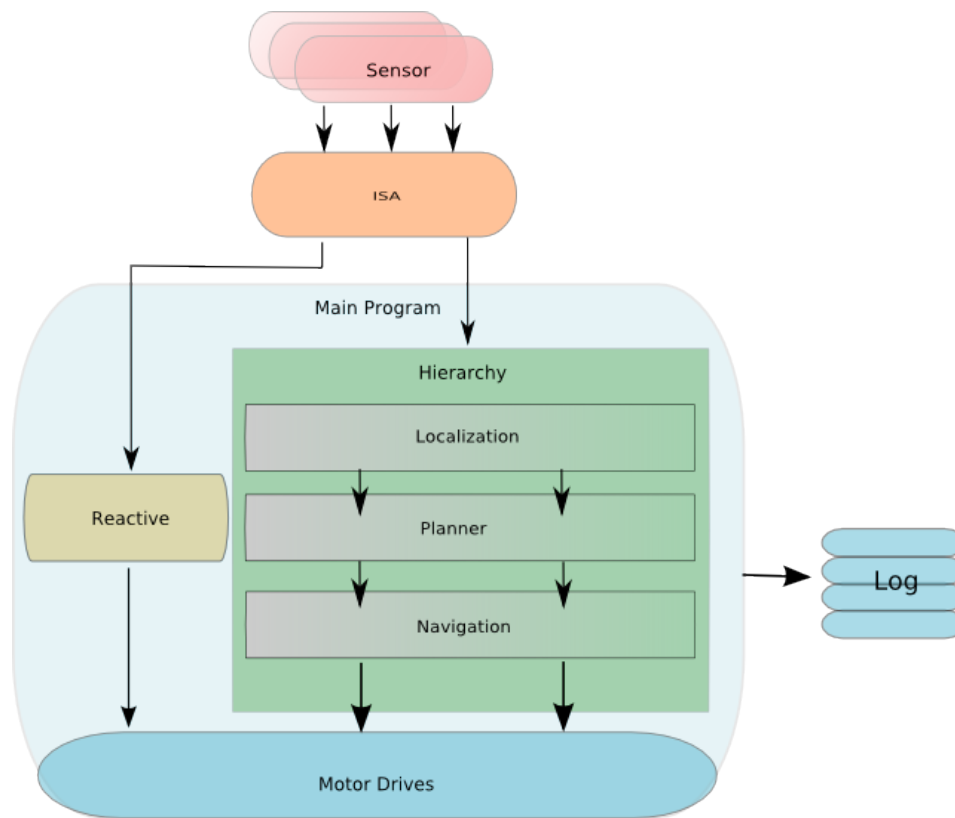 Sensor
ISA
Main Program
Hierarchy
Localization
Reactive
Planner
Navigation
Log
Motor Drives